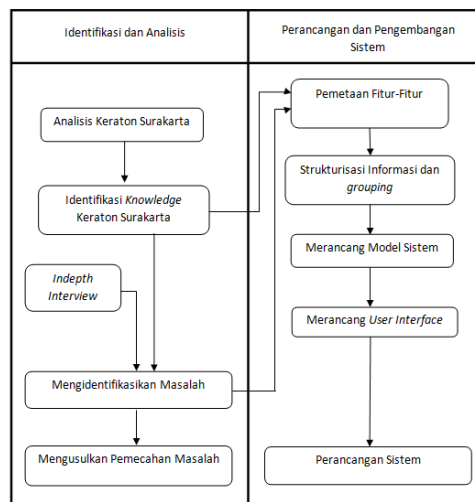 Identifikasi dan Analisis
Perancangan dan Pengembangan
Sistem
Analisis Keraton Surakarta
Identifikasi Knowledge
Keraton Surakarta
Indepth
Interview
Mengidentifikasikan Masalah
Mengusulkan Pemecahan Masalah
Pemetaan Fitur-Fitur
Strukturisasi Informasi dan
grouping
Merancang Model Sistem
Merancang User Interface
Perancangan Sistem